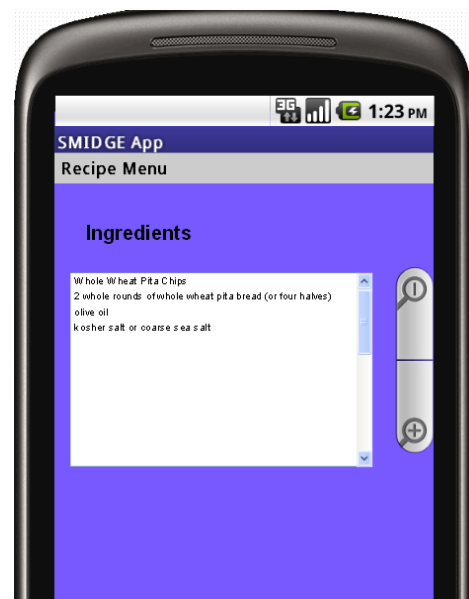 3G 1:23 PM
SMIDGE App
Recipe Menu
Ingredients
Whole Wheat Pita Chips
2 whole rounds of whole wheat pita bread (or four halves)
olive oil
kosher salt or coarse sea salt